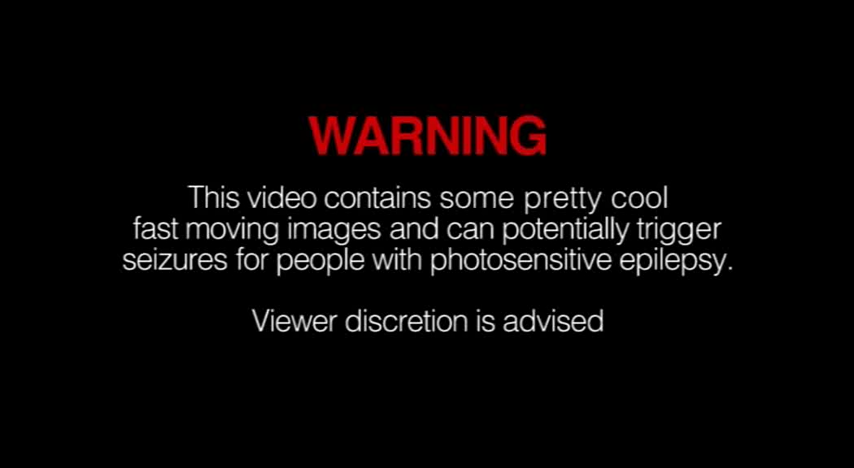 WARNING
This video contains some pretty cool
fast moving images and can potentially trigger
seizures for people with photosensitive epilepsy.
Viewer discretion is advised